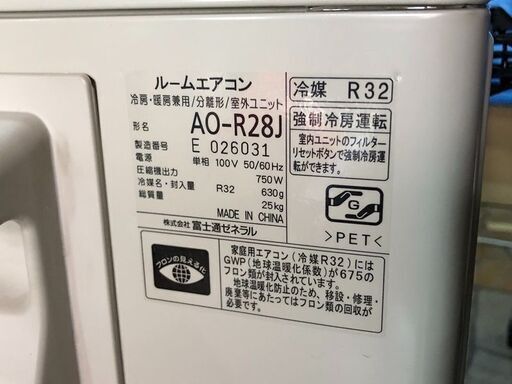 ルームエアコン
冷房・暖房兼用/分離形/室外ユニット
形名 AO-R28J
製造番号 E 026031
電源 単相 100V 50/60Hz
圧縮機出力 750W
冷媒名・封入量 R32 630g
総質量 25kg
MADE IN CHINA
株式会社 富士通ゼネラル
冷媒 R32
強制冷房運転
室内ユニットのフィルター
リセットボタンで強制冷房運
転ができます。
G
>PET<
フロンの見える化
家庭用エアコン(冷媒R32)には
GWP(地球温暖化係数)が675の
フロン類が封入されています。
地球温暖化防止のため、移設・修理・
廃棄等にあたってはフロン類の回収が
必要です。